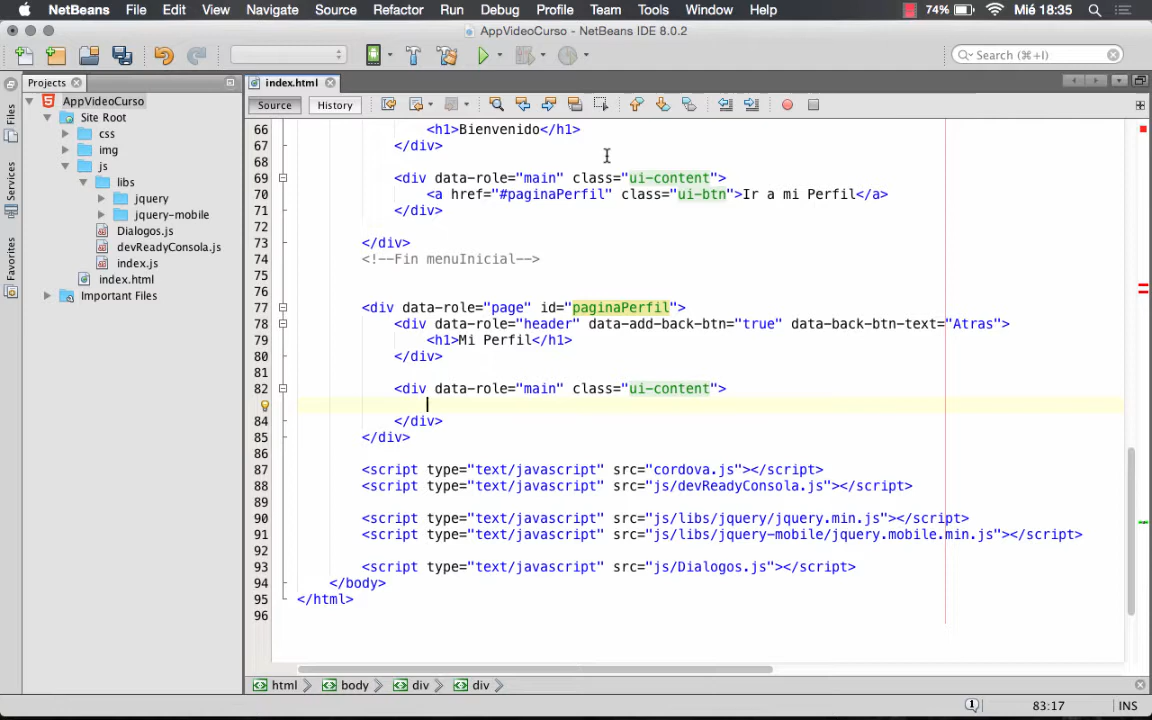 NetBeans File Edit View Navigate Source Refactor Run Debug Profile Team Tools Window Help 74% Mié 18:35
AppVideoCurso - NetBeans IDE 8.0.2
Search (⌘+I)
Projects
index.html
Source History
Files
Services
Favorites
AppVideoCurso
Site Root
css
img
js
libs
jquery
jquery-mobile
Dialogos.js
devReadyConsola.js
index.js
index.html
Important Files
66 <h1>Bienvenido</h1>
67 </div>
68
69 <div data-role="main" class="ui-content">
70 <a href="#paginaPerfil" class="ui-btn">Ir a mi Perfil</a>
71 </div>
72
73 </div>
74 <!--Fin menuInicial-->
75
76
77 <div data-role="page" id="paginaPerfil">
78 <div data-role="header" data-add-back-btn="true" data-back-btn-text="Atras">
79 <h1>Mi Perfil</h1>
80 </div>
81
82 <div data-role="main" class="ui-content">
84 </div>
85 </div>
86
87 <script type="text/javascript" src="cordova.js"></script>
88 <script type="text/javascript" src="js/devReadyConsola.js"></script>
89
90 <script type="text/javascript" src="js/libs/jquery/jquery.min.js"></script>
91 <script type="text/javascript" src="js/libs/jquery-mobile/jquery.mobile.min.js"></script>
92
93 <script type="text/javascript" src="js/Dialogos.js"></script>
94 </body>
95 </html>
96
html body div div
1 83:17 INS